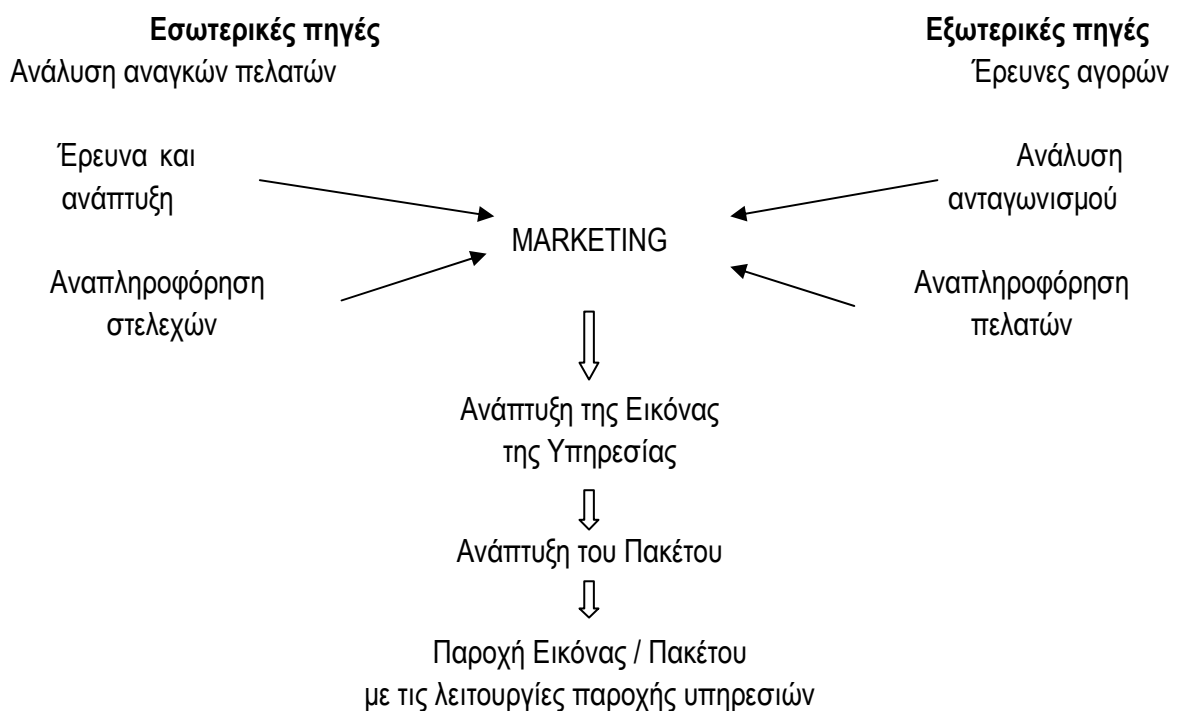 Εσωτερικές πηγές
Ανάλυση αναγκών πελατών
Εξωτερικές πηγές
Έρευνες αγορών
Έρευνα και
ανάπτυξη
Ανάλυση
ανταγωνισμού
MARKETING
Αναπληροφόρηση
στελεχών
Αναπληροφόρηση
πελατών
Ανάπτυξη της Εικόνας
της Υπηρεσίας
Ανάπτυξη του Πακέτου
Παροχή Εικόνας / Πακέτου
με τις λειτουργίες παροχής υπηρεσιών